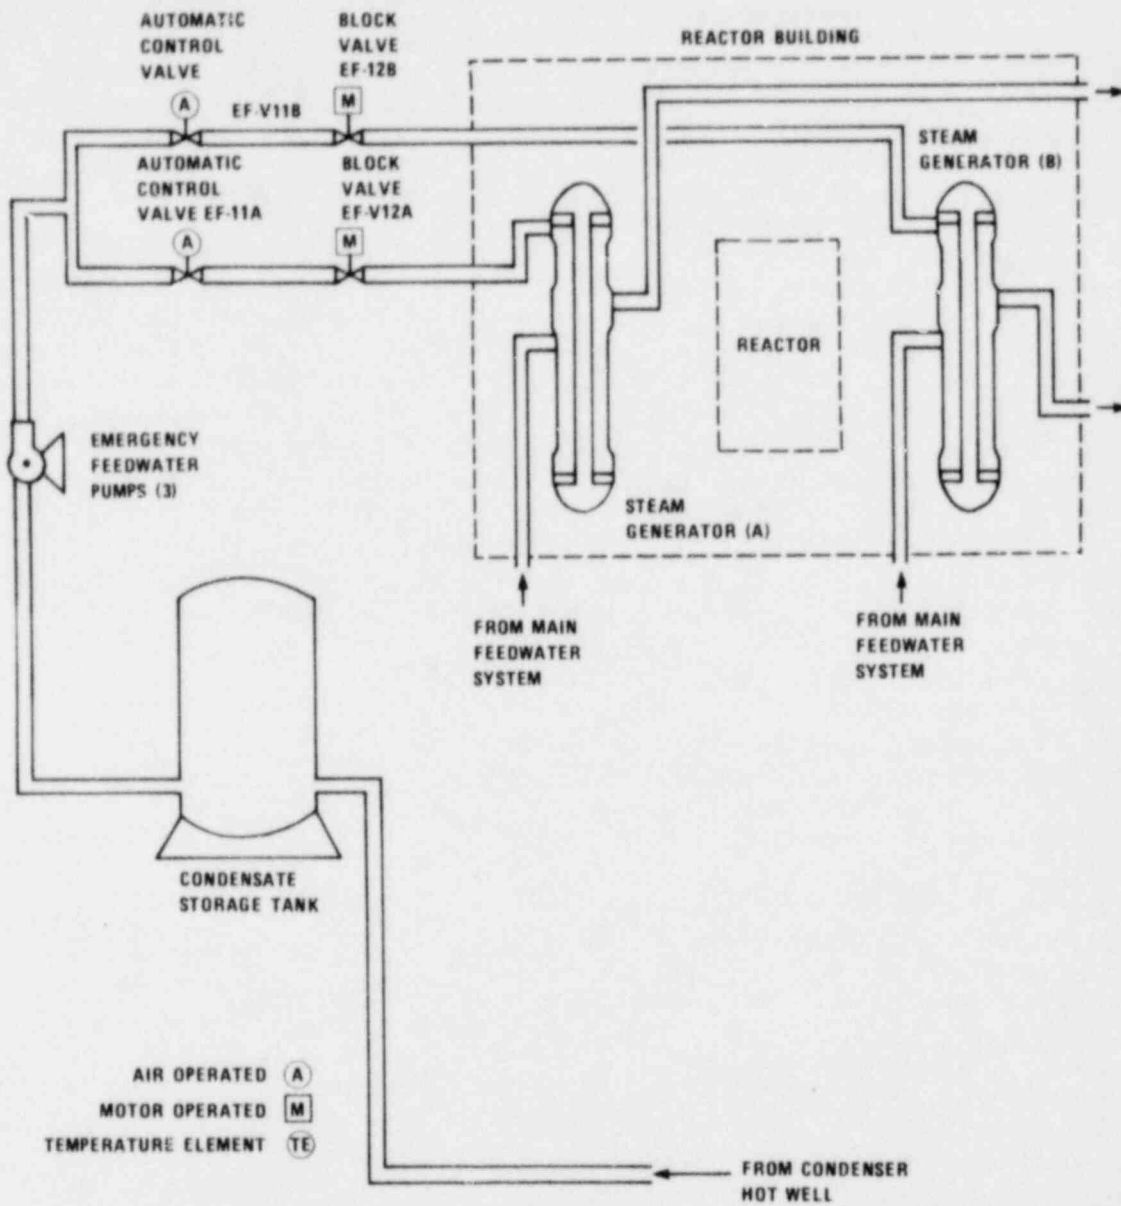 AUTOMATIC
CONTROL
VALVE
BLOCK
VALVE
EF-12B
REACTOR BUILDING
A
EF-V11B
M
AUTOMATIC
CONTROL
VALVE EF-11A
BLOCK
VALVE
EF-V12A
STEAM
GENERATOR (B)
A
M
REACTOR
EMERGENCY
FEEDWATER
PUMPS (3)
STEAM
GENERATOR (A)
FROM MAIN
FEEDWATER
SYSTEM
FROM MAIN
FEEDWATER
SYSTEM
CONDENSATE
STORAGE TANK
AIR OPERATED A
MOTOR OPERATED M
TEMPERATURE ELEMENT TE
FROM CONDENSER
HOT WELL